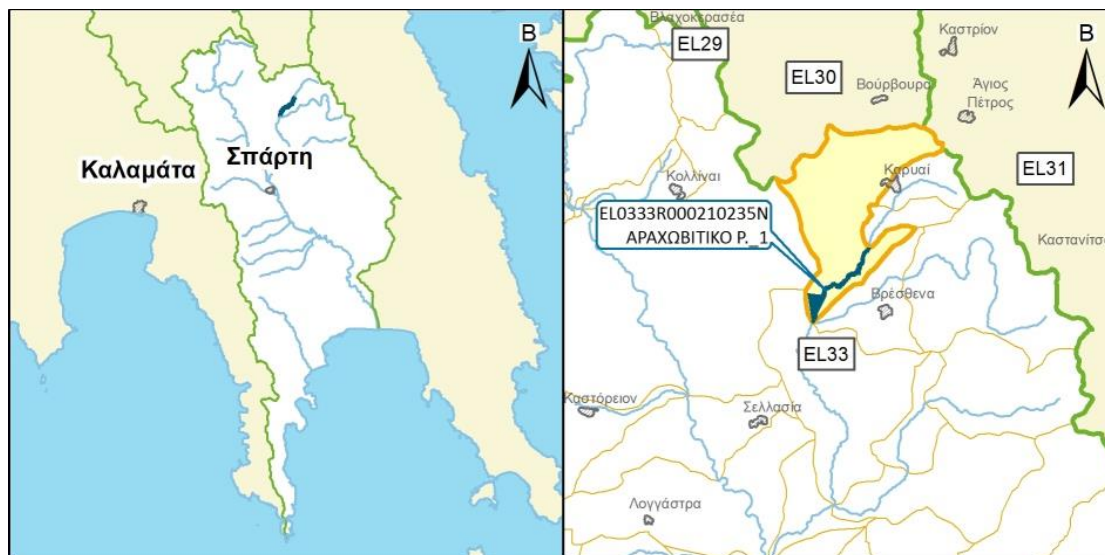 Β
Σπάρτη
Καλαμάτα
Βλαχοκερασέα
EL29
Καστρίον
Β
EL30
Βούρβουρα
Άγιος
Πέτρος
EL31
Κολλίναι
Καρυαί
EL0333R000210235N
ΑΡΑΧΩΒΙΤΙΚΟ Ρ._1
Καστανίτσα
Βρέσθενα
EL33
Καστόρειον
Σελλασία
Λογγάστρα